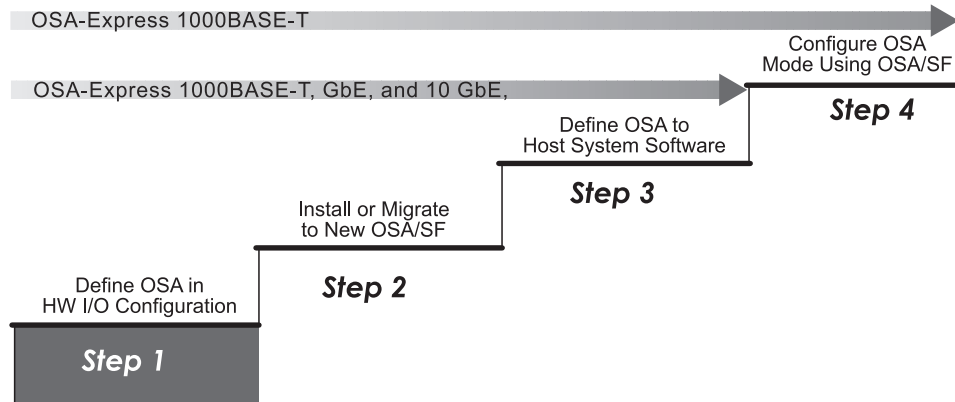 OSA-Express 1000BASE-T
Configure OSA
Mode Using OSA/SF
OSA-Express 1000BASE-T, GbE, and 10 GbE,
Step 4
Define OSA to
Host System Software
Step 3
Install or Migrate
to New OSA/SF
Step 2
Define OSA in
HW I/O Configuration
Step 1